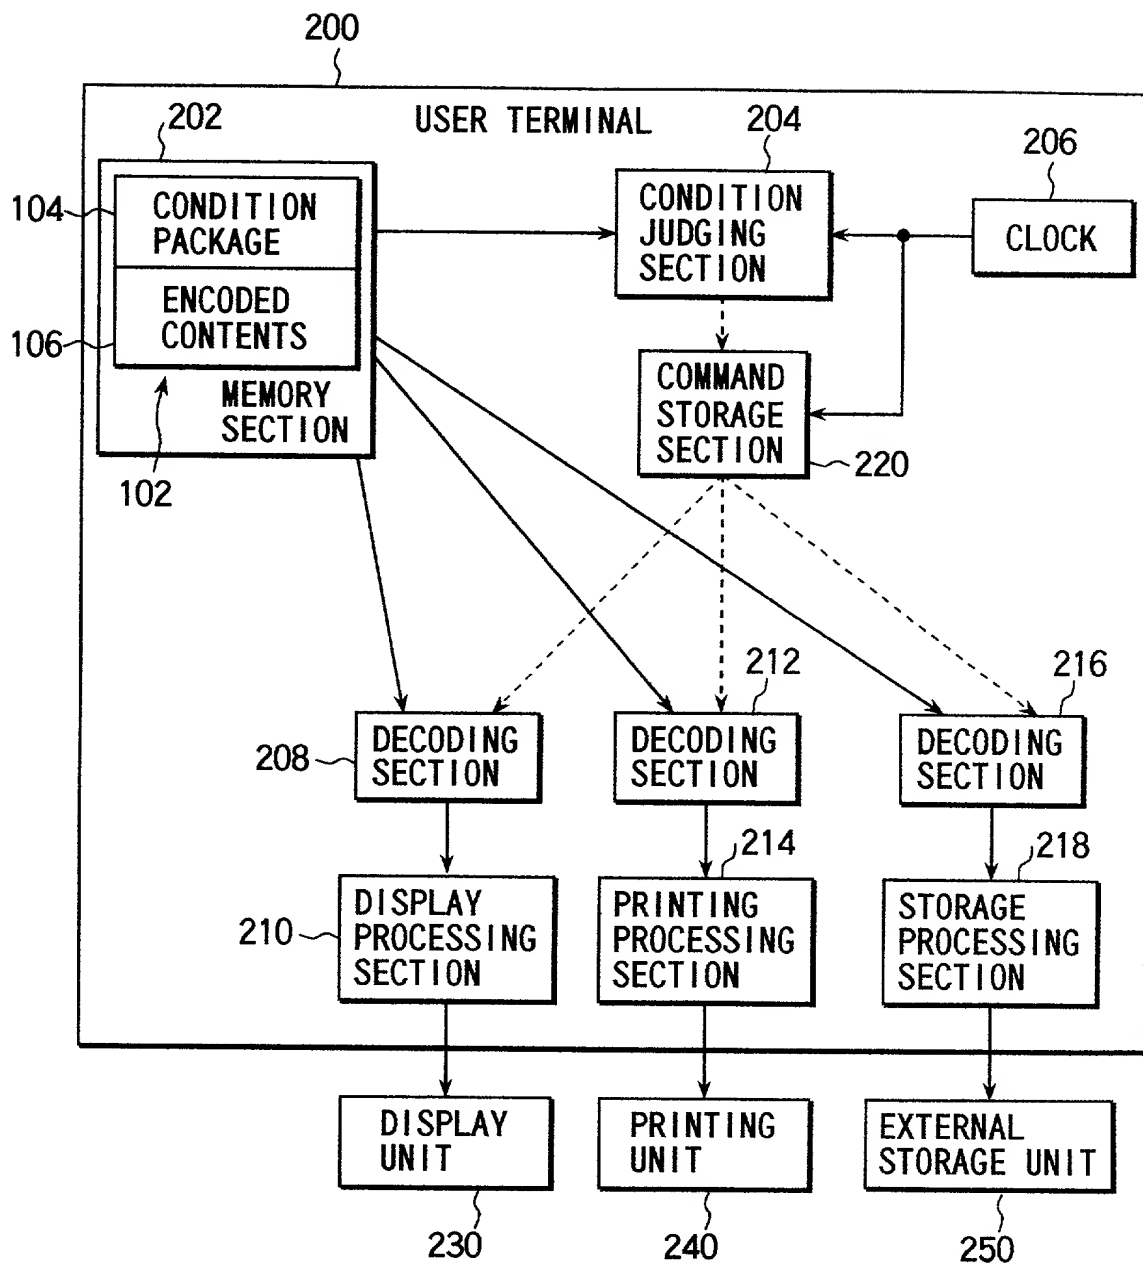 200
USER TERMINAL
202
204
206
104
CONDITION
PACKAGE
CONDITION
JUDGING
SECTION
CLOCK
106
ENCODED
CONTENTS
MEMORY
SECTION
102
COMMAND
STORAGE
SECTION
220
212
216
208
DECODING
SECTION
DECODING
SECTION
DECODING
SECTION
214
218
210
DISPLAY
PROCESSING
SECTION
PRINTING
PROCESSING
SECTION
STORAGE
PROCESSING
SECTION
DISPLAY
UNIT
PRINTING
UNIT
EXTERNAL
STORAGE UNIT
230
240
250